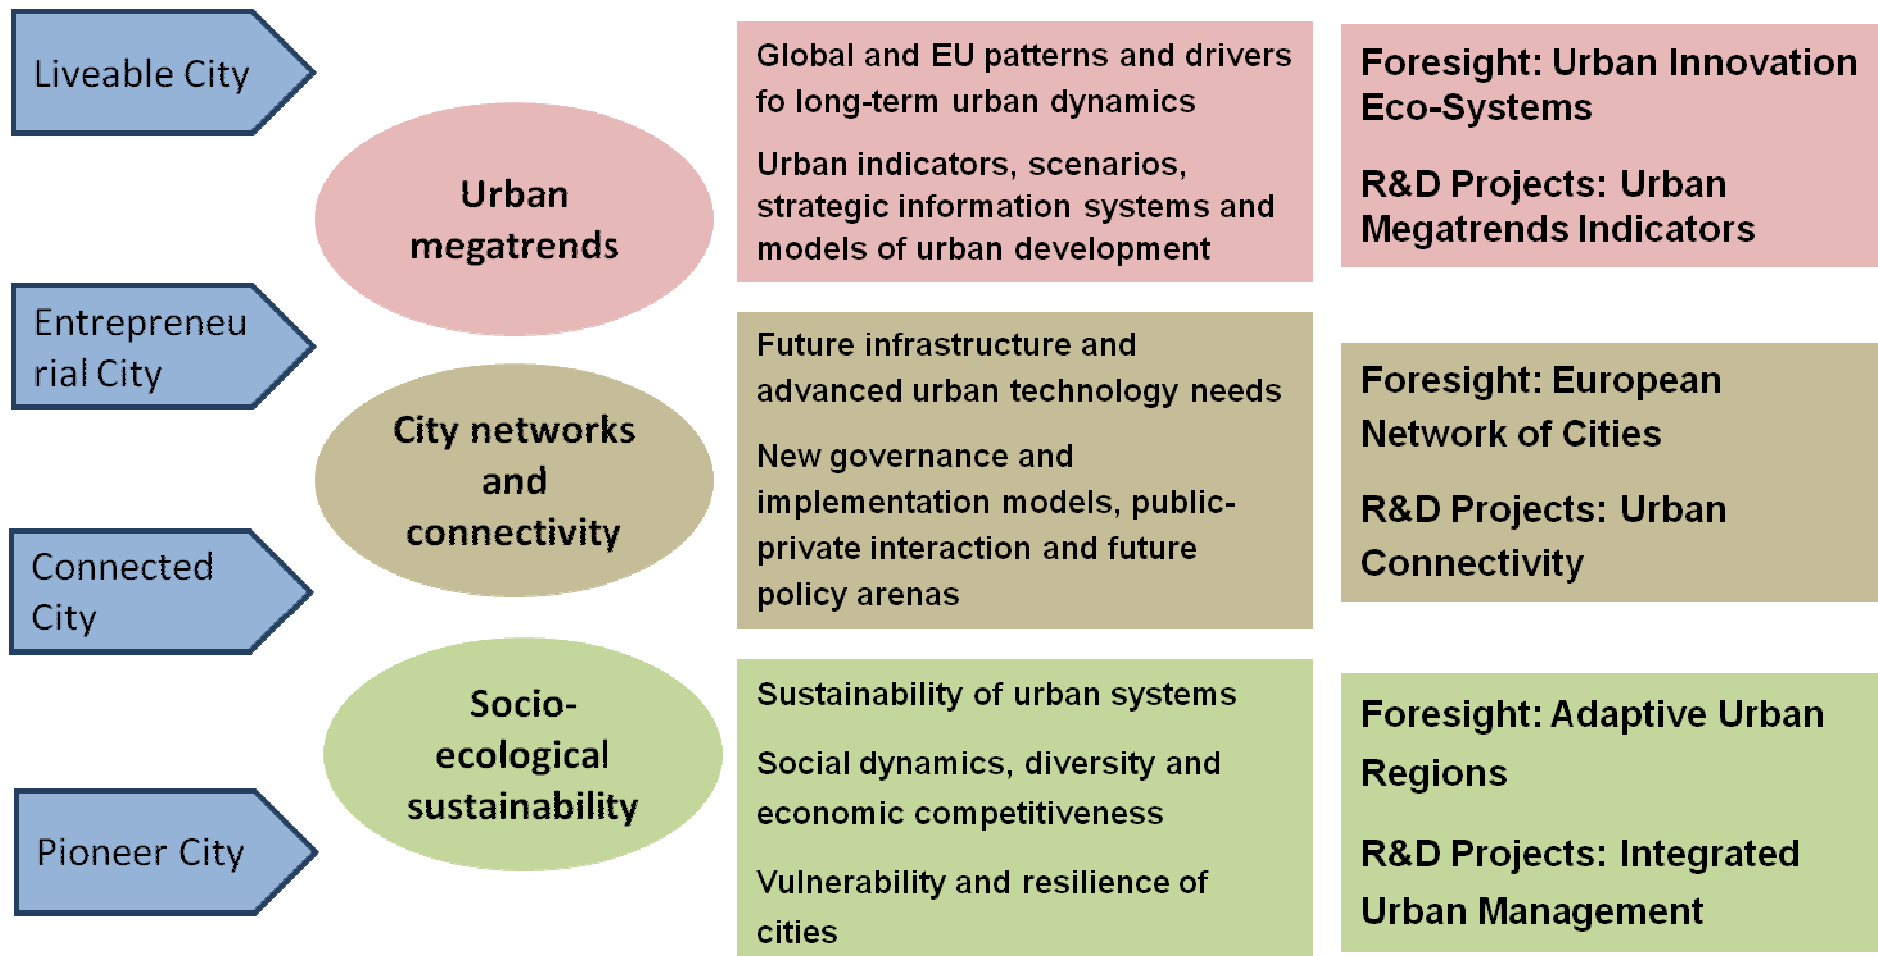 Liveable City
Entrepreneu
rial City
Connected
City
Pioneer City
Urban
megatrends
City networks
and
connectivity
Socio-
ecological
sustainability
Global and EU patterns and drivers
fo long-term urban dynamics
Urban indicators, scenarios,
strategic information systems and
models of urban development
Future infrastructure and
advanced urban technology needs
New governance and
implementation models, public-
private interaction and future
policy arenas
Sustainability of urban systems
Social dynamics, diversity and
economic competitiveness
Vulnerability and resilience of
cities
Foresight: Urban Innovation
Eco-Systems
R&D Projects: Urban
Megatrends Indicators
Foresight: European
Network of Cities
R&D Projects: Urban
Connectivity
Foresight: Adaptive Urban
Regions
R&D Projects: Integrated
Urban Management